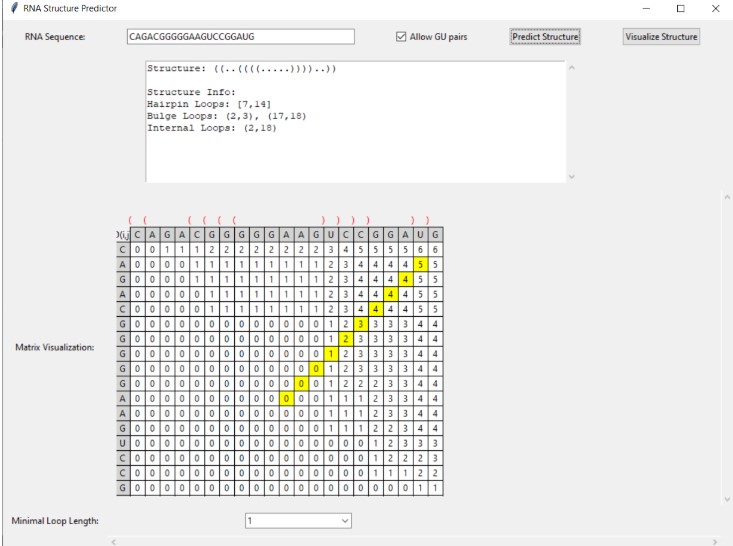 RNA Structure Predictor
RNA Sequence: CAGACGGGGGAAGUCCGGAUG Allow GU pairs Predict Structure Visualize Structure
Structure: ((..((((.....))))..))
Structure Info:
Hairpin Loops: [7,14]
Bulge Loops: (2,3), (17,18)
Internal Loops: (2,18)
( ( ( ( ( ( ) ) ) ) ) )
D(i,j C A G A C G G G G G A A G U C C G G A U G
C 0 0 1 1 1 2 2 2 2 2 2 2 2 3 4 5 5 5 5 6 6
A 0 0 0 0 1 1 1 1 1 1 1 1 1 2 3 4 4 4 4 5 5
G 0 0 0 0 1 1 1 1 1 1 1 1 1 2 3 4 4 4 4 5 5
A 0 0 0 0 0 1 1 1 1 1 1 1 1 2 3 4 4 4 4 5 5
C 0 0 0 0 0 1 1 1 1 1 1 1 1 2 3 4 4 4 4 5 5
G 0 0 0 0 0 0 0 0 0 0 0 0 0 1 2 3 3 3 3 4 4
G 0 0 0 0 0 0 0 0 0 0 0 0 0 1 2 3 3 3 3 4 4
Matrix Visualization: G 0 0 0 0 0 0 0 0 0 0 0 0 0 1 2 3 3 3 3 4 4
G 0 0 0 0 0 0 0 0 0 0 0 0 0 1 2 3 3 3 3 4 4
G 0 0 0 0 0 0 0 0 0 0 0 0 0 1 2 2 2 3 3 4 4
A 0 0 0 0 0 0 0 0 0 0 0 0 0 1 1 1 2 3 3 4 4
A 0 0 0 0 0 0 0 0 0 0 0 0 0 1 1 1 2 3 3 4 4
G 0 0 0 0 0 0 0 0 0 0 0 0 0 1 1 1 2 3 3 4 4
U 0 0 0 0 0 0 0 0 0 0 0 0 0 0 0 0 1 2 3 3 3
C 0 0 0 0 0 0 0 0 0 0 0 0 0 0 0 0 1 2 2 2 3
C 0 0 0 0 0 0 0 0 0 0 0 0 0 0 0 0 1 1 1 2 2
G 0 0 0 0 0 0 0 0 0 0 0 0 0 0 0 0 0 0 0 1 1
Minimal Loop Length: 1